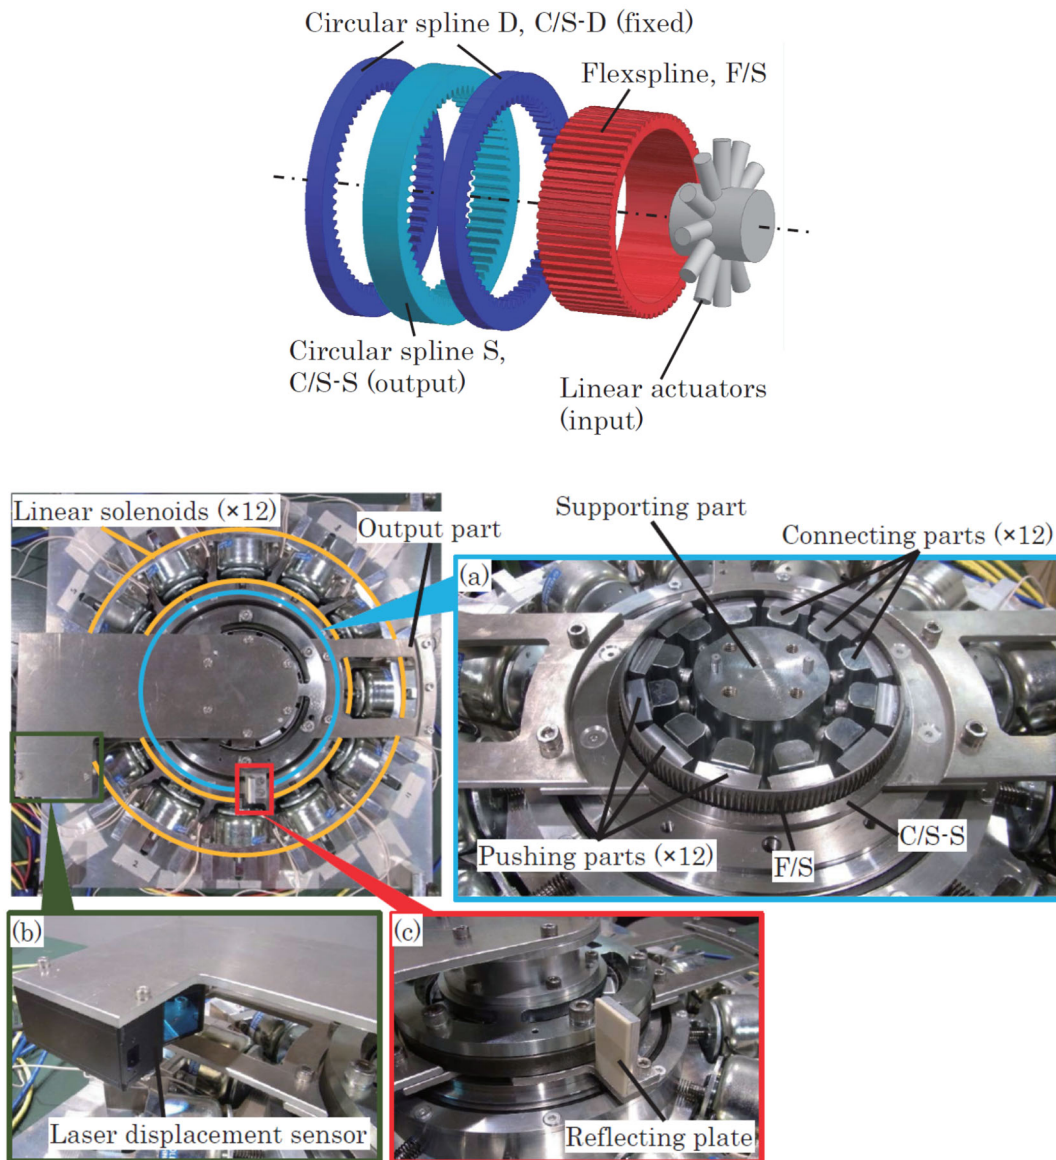 Circular spline D, C/S-D (fixed)
Flexspline, F/S
Circular spline S,
C/S-S (output)
Linear actuators
(input)
Linear solenoids (×12)
Output part
Supporting part
Connecting parts (×12)
(a)
Pushing parts (×12)
C/S-S
F/S
(b)
Laser displacement sensor
(c)
Reflecting plate